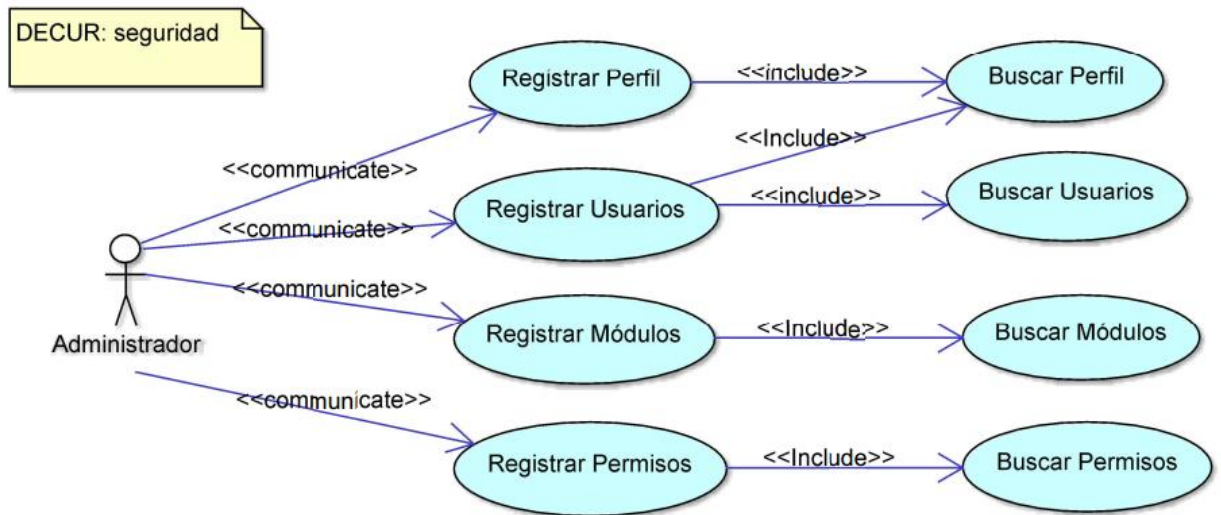 DECUR: seguridad
Registrar Perfil
<<include>>
Buscar Perfil
<<communicate>>
<<Include>>
Registrar Usuarios
<<include>>
Buscar Usuarios
<<communicate>>
<<communicate>>
Administrador
Registrar Módulos
<<Include>>
Buscar Módulos
<<communicate>>
Registrar Permisos
<<Include>>
Buscar Permisos